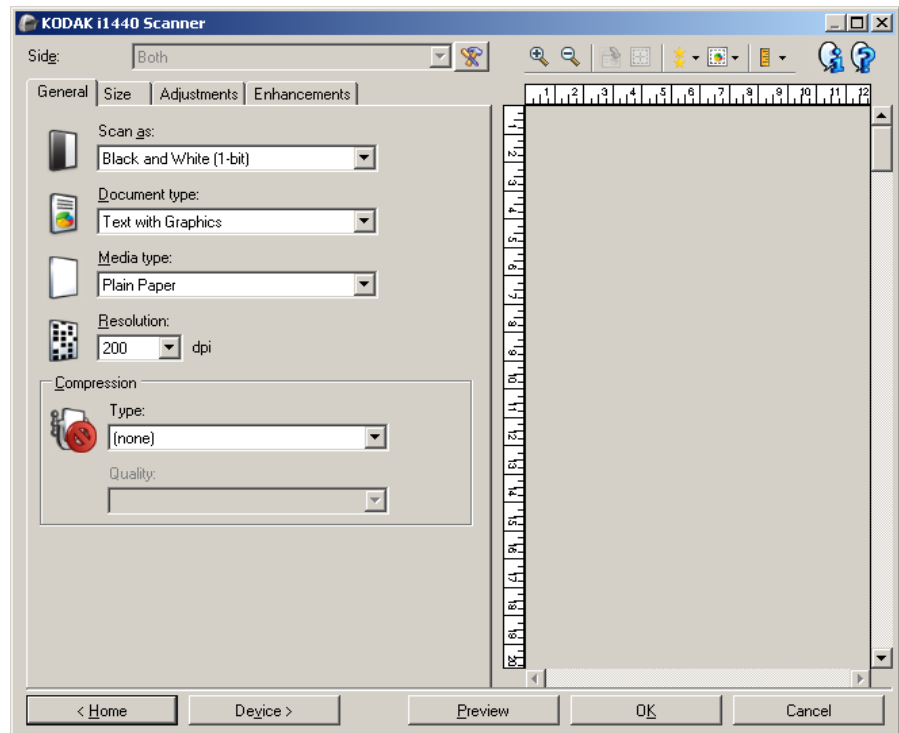 KODAK i1440 Scanner
Side: Both
General Size Adjustments Enhancements
1 2 3 4 5 6 7 8 9 10 11 12
Scan as:
Black and White (1-bit)
Document type:
Text with Graphics
Media type:
Plain Paper
Resolution:
200 dpi
Compression
Type:
(none)
Quality:
1
2
3
4
5
6
7
8
9
10
11
12
13
14
15
16
17
18
19
20
< Home Device > Preview OK Cancel